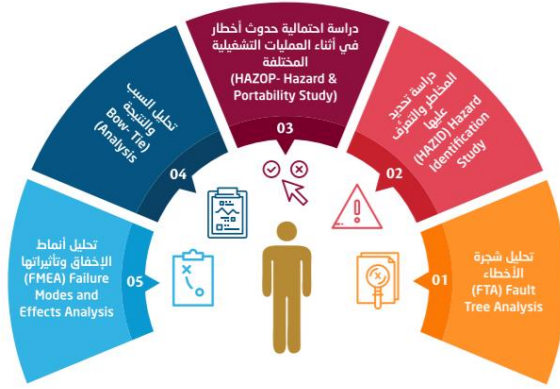 تحليل شجرة
الأخطاء
(FTA) Fault
Tree Analysis
01
دراسة تحديد
المخاطر والتعرّف
عليها
(HAZID) Hazard
Identification
Study
02
دراسة احتمالية حدوث أخطار
في أثناء العمليات التشغيلية
المختلفة
(HAZOP- Hazard &
Portability Study)
03
تحليل السبب
والنتيجة
Bow- Tie)
(Analysis
04
تحليل أنماط
الإخفاق وتأثيراتها
(FMEA) Failure
Modes and
Effects Analysis
05